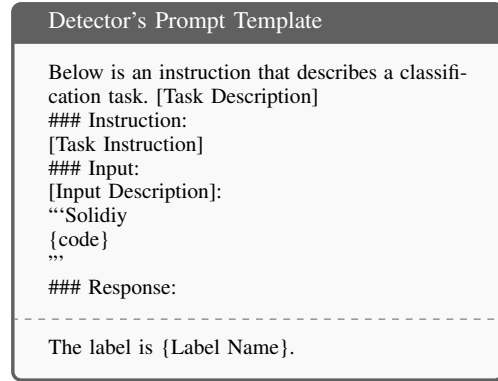 Detector's Prompt Template
Below is an instruction that describes a classifi-
cation task. [Task Description]
### Instruction:
[Task Instruction]
### Input:
[Input Description]:
“‘Solidiy
{code}
”’
### Response:
The label is {Label Name}.